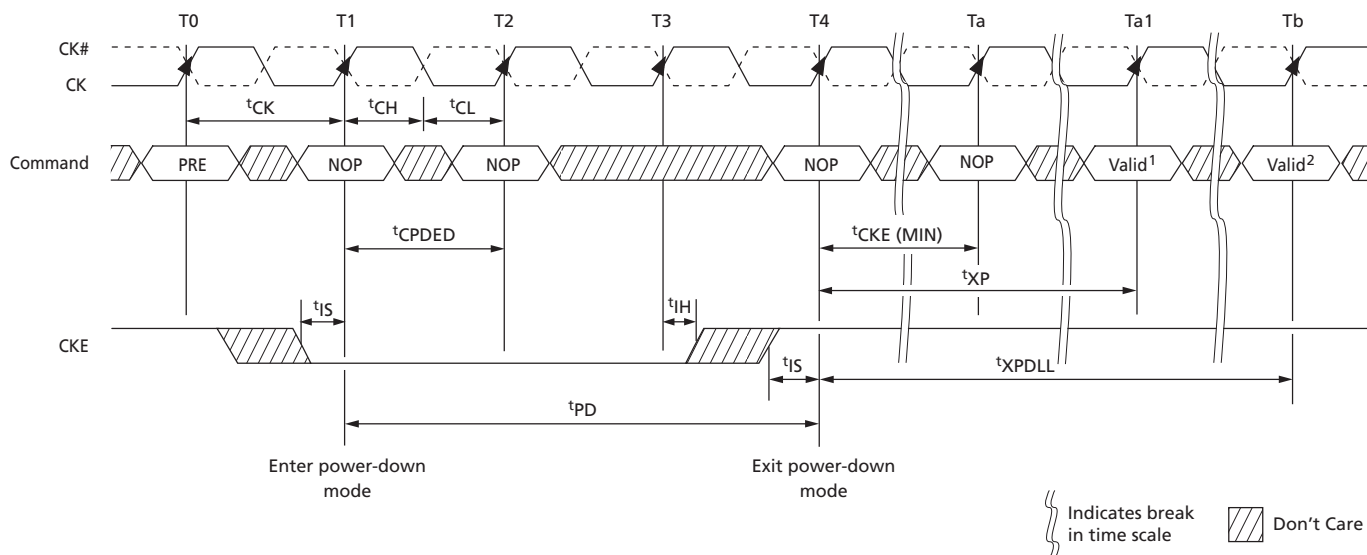 T0 T1 T2 T3 T4 Ta Ta1 Tb
CK#
CK
tCK tCH tCL
Command PRE NOP NOP NOP NOP Valid1 Valid2
tCPDED tCKE (MIN)
tXP
tIS tIH
CKE
tIS tXPDLL
tPD
Enter power-down
mode
Exit power-down
mode
Indicates break
in time scale
Don't Care